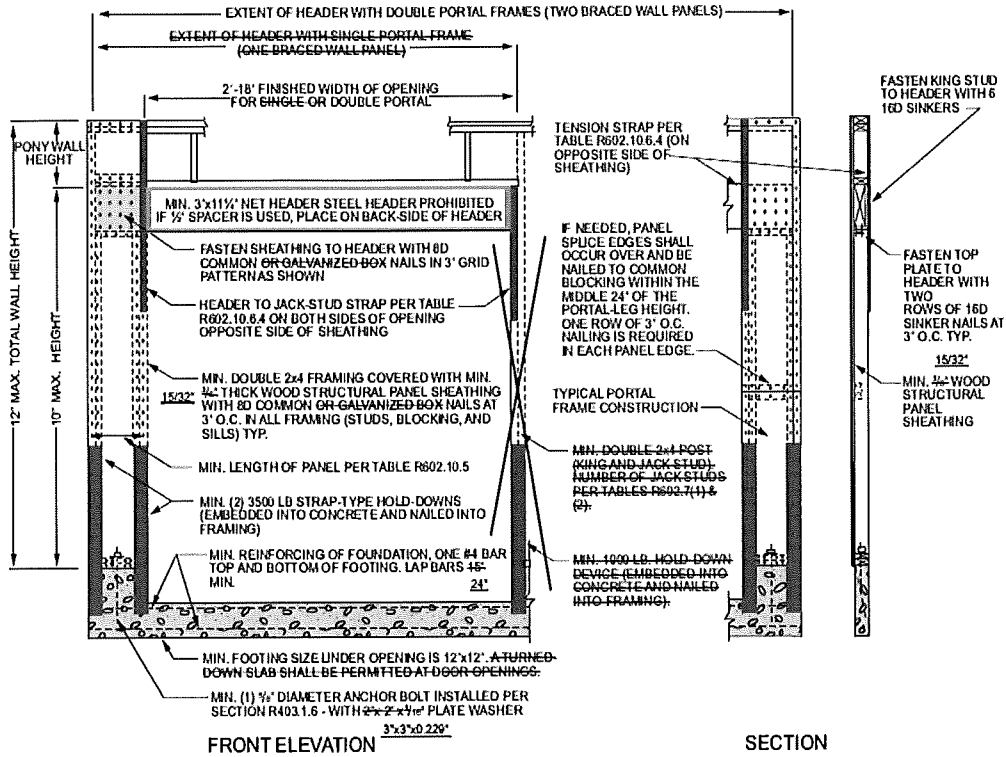 EXTENT OF HEADER WITH DOUBLE PORTAL FRAMES (TWO BRACED WALL PANELS)
EXTENT OF HEADER WITH SINGLE PORTAL FRAME
(ONE BRACED WALL PANEL)
2'-18' FINISHED WIDTH OF OPENING
FOR SINGLE OR DOUBLE PORTAL
PONY WALL
HEIGHT
12" MAX. TOTAL WALL HEIGHT
10" MAX. HEIGHT
MIN. 3"x11¼" NET HEADER STEEL HEADER PROHIBITED
IF ½" SPACER IS USED, PLACE ON BACK-SIDE OF HEADER
FASTEN SHEATHING TO HEADER WITH 8D
COMMON OR GALVANIZED BOX NAILS IN 3" GRID
PATTERN AS SHOWN
HEADER TO JACK-STUD STRAP PER TABLE
R602.10.6.4 ON BOTH SIDES OF OPENING
OPPOSITE SIDE OF SHEATHING
MIN. DOUBLE 2x4 FRAMING COVERED WITH MIN.
15/32" THICK WOOD STRUCTURAL PANEL SHEATHING
WITH 8D COMMON OR GALVANIZED BOX NAILS AT
3" O.C. IN ALL FRAMING (STUDS, BLOCKING, AND
SILLS) TYP.
MIN. LENGTH OF PANEL PER TABLE R602.10.5
MIN. (2) 3500 LB STRAP-TYPE HOLD-DOWNS
(EMBEDDED INTO CONCRETE AND NAILED INTO
FRAMING)
MIN. REINFORCING OF FOUNDATION, ONE #4 BAR
TOP AND BOTTOM OF FOOTING. LAP BARS 15"
MIN.
24"
MIN. FOOTING SIZE UNDER OPENING IS 12"x12". A TURNED-
DOWN SLAB SHALL BE PERMITTED AT DOOR OPENINGS.
MIN. (1) ⅝" DIAMETER ANCHOR BOLT INSTALLED PER
SECTION R403.1.6 - WITH 2"x 2" x 3/16" PLATE WASHER
3"x3"x0.229"
FRONT ELEVATION
TENSION STRAP PER
TABLE R602.10.6.4 (ON
OPPOSITE SIDE OF
SHEATHING)
IF NEEDED, PANEL
SPLICE EDGES SHALL
OCCUR OVER AND BE
NAILED TO COMMON
BLOCKING WITHIN THE
MIDDLE 24" OF THE
PORTAL-LEG HEIGHT.
ONE ROW OF 3" O.C.
NAILING IS REQUIRED
IN EACH PANEL EDGE.
TYPICAL PORTAL
FRAME CONSTRUCTION
MIN. DOUBLE 2x4 POST
(KING AND JACK STUD).
NUMBER OF JACK STUDS
PER TABLES R602.7(1) &
(2).
MIN. 1000 LB. HOLD-DOWN
DEVICE (EMBEDDED INTO
CONCRETE AND NAILED
INTO FRAMING).
FASTEN KING STUD
TO HEADER WITH 6
16D SINKERS
FASTEN TOP
PLATE TO
HEADER WITH
TWO
ROWS OF 16D
SINKER NAILS AT
3" O.C. TYP.
15/32"
MIN. 7/16" WOOD
STRUCTURAL
PANEL
SHEATHING
SECTION